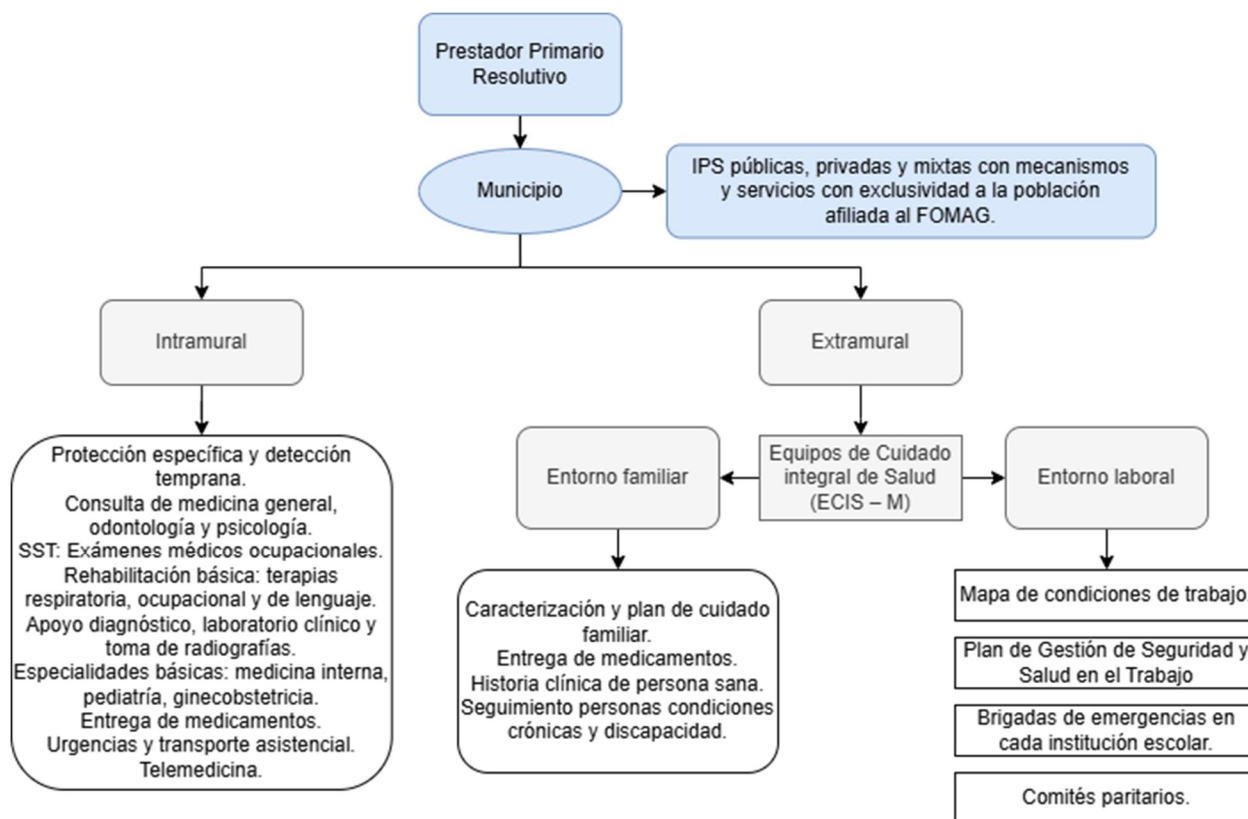 Prestador Primario
Resolutivo
Municipio
IPS públicas, privadas y mixtas con mecanismos
y servicios con exclusividad a la población
afiliada al FOMAG.
Intramural
Extramural
Protección específica y detección
temprana.
Consulta de medicina general,
odontología y psicología.
SST: Exámenes médicos ocupacionales.
Rehabilitación básica: terapias
respiratoria, ocupacional y de lenguaje.
Apoyo diagnóstico, laboratorio clínico y
toma de radiografías.
Especialidades básicas: medicina interna,
pediatría, ginecobstetricia.
Entrega de medicamentos.
Urgencias y transporte asistencial.
Telemedicina.
Entorno familiar
Equipos de Cuidado
integral de Salud
(ECIS – M)
Entorno laboral
Caracterización y plan de cuidado
familiar.
Entrega de medicamentos.
Historia clínica de persona sana.
Seguimiento personas condiciones
crónicas y discapacidad.
Mapa de condiciones de trabajo.
Plan de Gestión de Seguridad y
Salud en el Trabajo
Brigadas de emergencias en
cada institución escolar.
Comités paritarios.